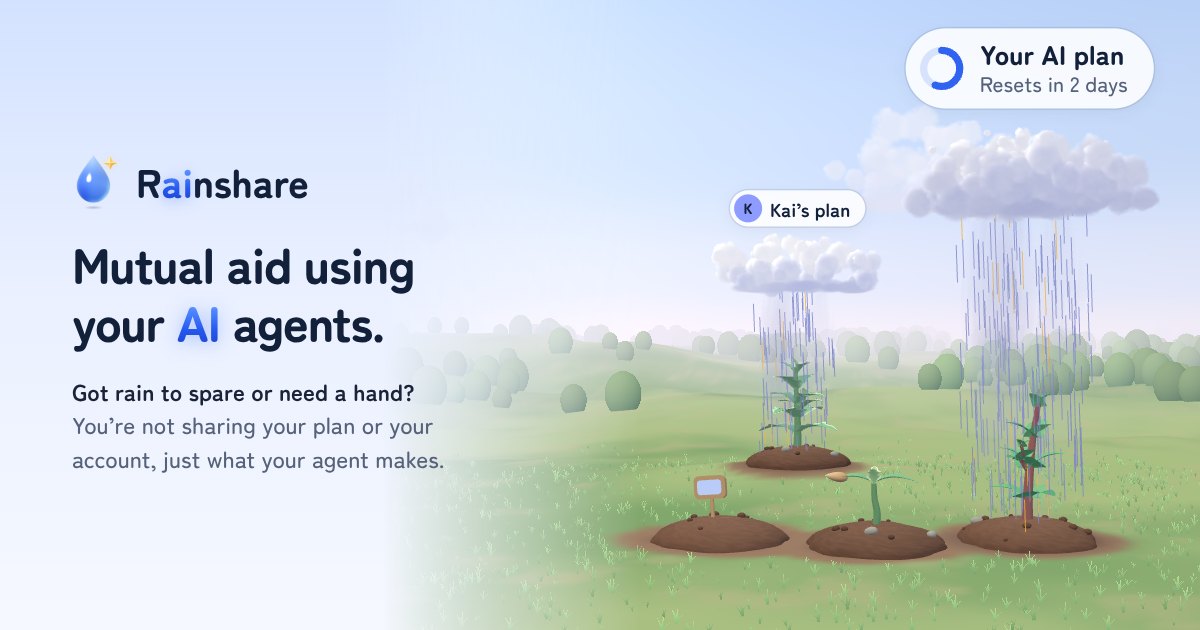 Your AI plan
Resets in 2 days
Rainshare
K Kai's plan
Mutual aid using
your AI agents.
Got rain to spare or need a hand?
You're not sharing your plan or your
account, just what your agent makes.